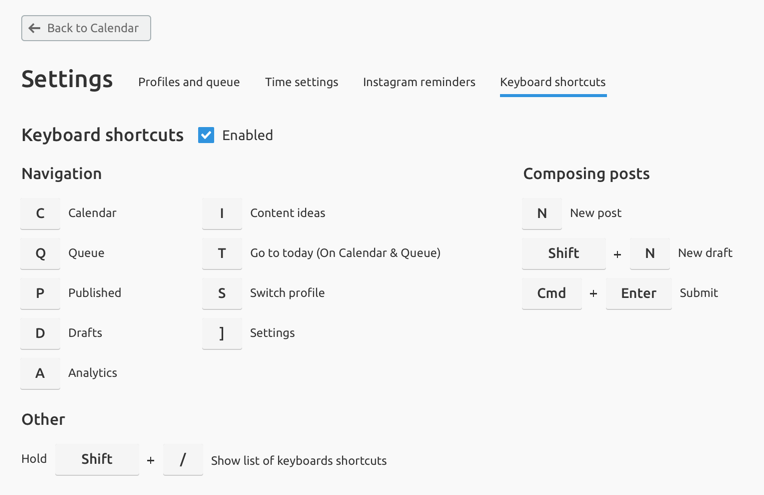 Back to Calendar
Settings Profiles and queue Time settings Instagram reminders Keyboard shortcuts
Keyboard shortcuts Enabled
Navigation
C Calendar
Q Queue
P Published
D Drafts
A Analytics
I Content ideas
T Go to today (On Calendar & Queue)
S Switch profile
] Settings
Composing posts
N New post
Shift + N New draft
Cmd + Enter Submit
Other
Hold Shift + / Show list of keyboards shortcuts